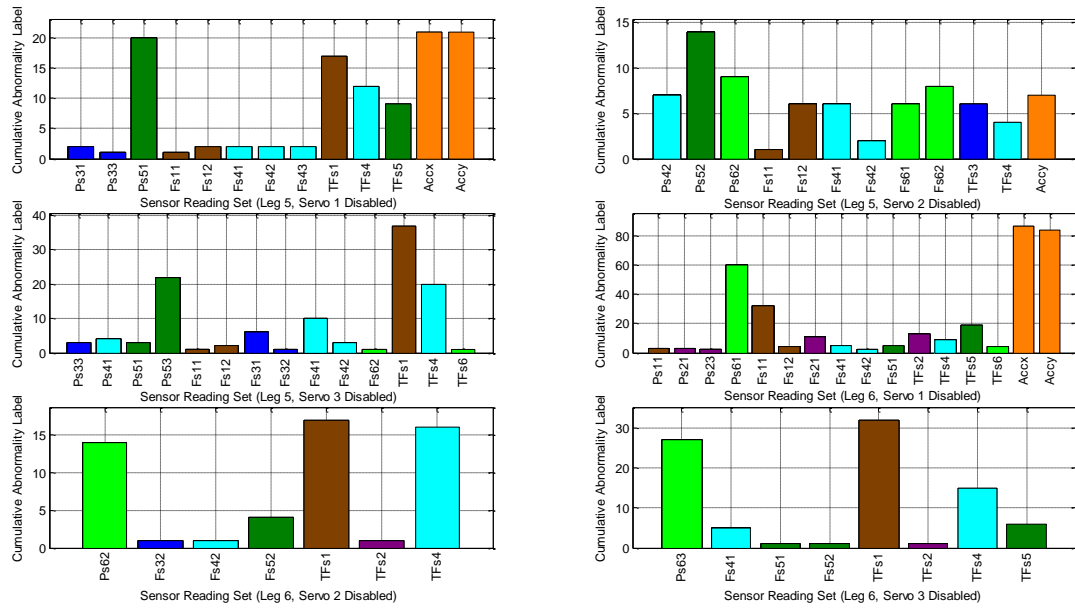 Cumulative Abnormality Label
20
15
10
5
0
Ps31 Ps33 Ps51 Fs11 Fs12 Fs41 Fs42 Fs43 TFs1 TFs4 TFs5 Accx Accy
Sensor Reading Set (Leg 5, Servo 1 Disabled)
Cumulative Abnormality Label
15
10
5
0
Ps42 Ps52 Ps62 Fs11 Fs12 Fs41 Fs42 Fs61 Fs62 TFs3 TFs4 Accy
Sensor Reading Set (Leg 5, Servo 2 Disabled)
Cumulative Abnormality Label
40
30
20
10
0
Ps33 Ps41 Ps51 Ps53 Fs11 Fs12 Fs31 Fs32 Fs41 Fs42 Fs62 TFs1 TFs4 TFs6
Sensor Reading Set (Leg 5, Servo 3 Disabled)
Cumulative Abnormality Label
80
60
40
20
0
Ps11 Ps21 Ps23 Ps61 Fs11 Fs12 Fs21 Fs41 Fs42 Fs51 TFs2 TFs4 TFs5 TFs6 Accx Accy
Sensor Reading Set (Leg 6, Servo 1 Disabled)
Cumulative Abnormality Label
15
10
5
0
Ps62 Fs32 Fs42 Fs52 TFs1 TFs2 TFs4
Sensor Reading Set (Leg 6, Servo 2 Disabled)
Cumulative Abnormality Label
30
20
10
0
Ps63 Fs41 Fs51 Fs52 TFs1 TFs2 TFs4 TFs5
Sensor Reading Set (Leg 6, Servo 3 Disabled)